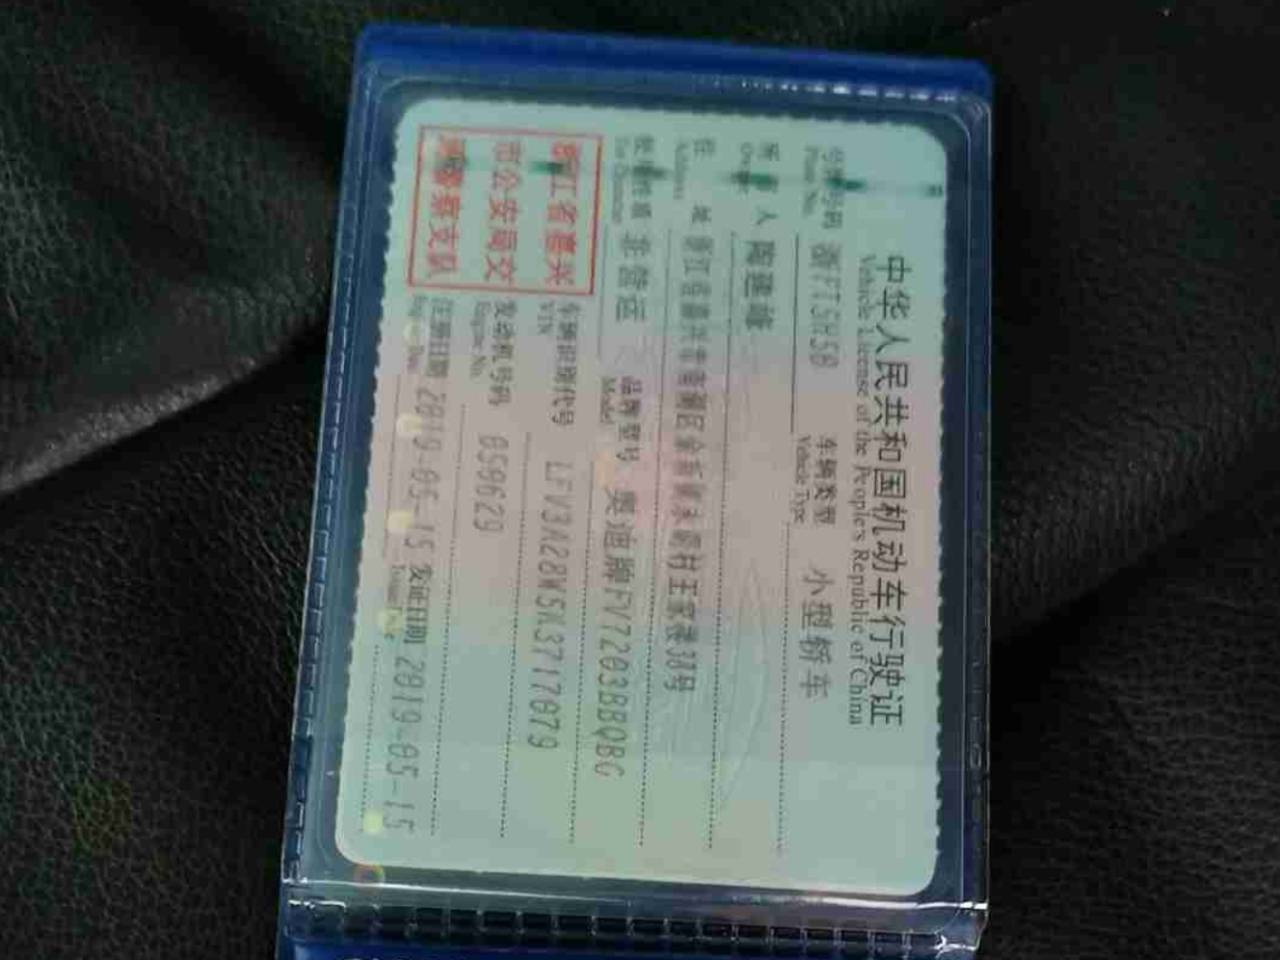 中华人民共和国机动车行驶证
Vehicle License of the People's Republic of China
号牌号码 浙F15H5B 车辆类型 小型轿车
Plate No. Vehicle Type
所有人 陶建峰
Owner
住址 浙江省嘉兴市南湖区余新镇 村王家浜38号
Address
使用性质 非营运 品牌型号 奥迪牌FV7203BBQBG
Use Character Model
浙江省嘉兴
市公安局交
通警察支队
车辆识别代号 LFV3A28W5K3717079
VIN
发动机号码 059629
Engine No.
注册日期 2019-05-15 发证日期 2019-05-15
Register Date Issue Date